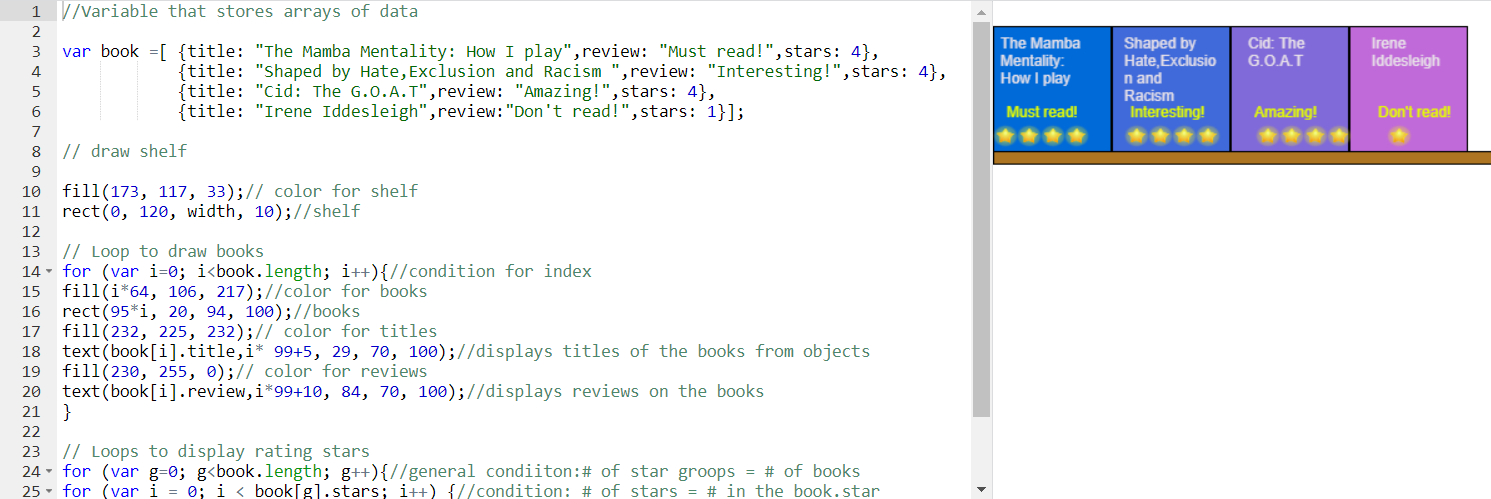 1 //Variable that stores arrays of data
2
3 var book =[ {title: "The Mamba Mentality: How I play",review: "Must read!",stars: 4},
4 {title: "Shaped by Hate,Exclusion and Racism ",review: "Interesting!",stars: 4},
5 {title: "Cid: The G.O.A.T",review: "Amazing!",stars: 4},
6 {title: "Irene Iddesleigh",review:"Don't read!",stars: 1}];
7
8 // draw shelf
9
10 fill(173, 117, 33);// color for shelf
11 rect(0, 120, width, 10);//shelf
12
13 // Loop to draw books
14 for (var i=0; i<book.length; i++){//condition for index
15 fill(i*64, 106, 217);//color for books
16 rect(95*i, 20, 94, 100);//books
17 fill(232, 225, 232);// color for titles
18 text(book[i].title,i* 99+5, 29, 70, 100);//displays titles of the books from objects
19 fill(230, 255, 0);// color for reviews
20 text(book[i].review,i*99+10, 84, 70, 100);//displays reviews on the books
21 }
22
23 // Loops to display rating stars
24 for (var g=0; g<book.length; g++){//general condiiton:# of star groops = # of books
25 for (var i = 0; i < book[g].stars; i++) {//condition: # of stars = # in the book.star
The Mamba
Mentality:
How I play
Must read!
Shaped by
Hate,Exclusio
n and
Racism
Interesting!
Cid: The
G.O.A.T
Amazing!
Irene
Iddesleigh
Don't read!